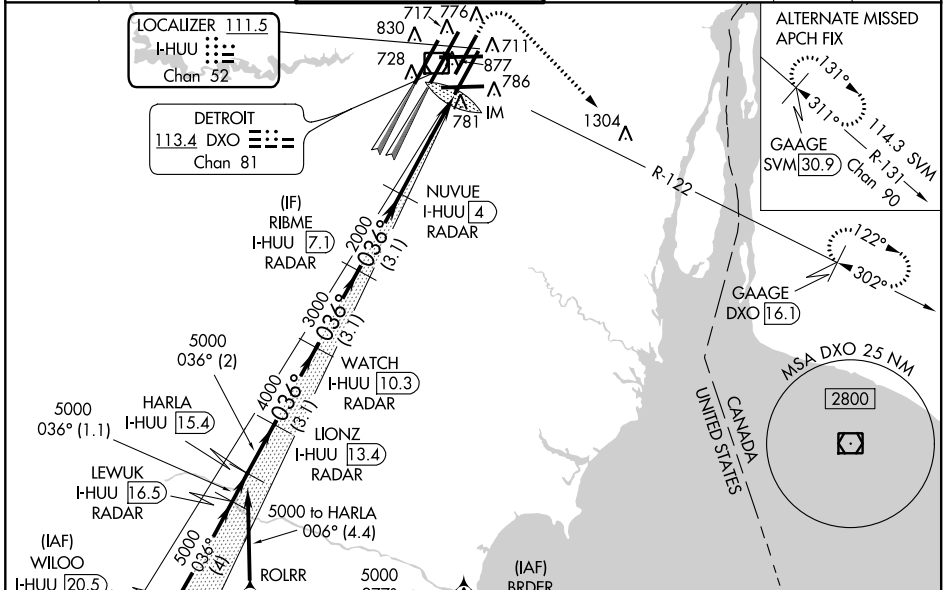 LOCALIZER 111.5
I-HUU
Chan 52
DETROIT
113.4 DXO
Chan 81
717
776
830
711
728
877
786
781
IM
1304
ALTERNATE MISSED
APCH FIX
131°
311°
GAAGE
SVM 30.9
114.3 SVM
Chan 90
R-131
R-122
NUVUE
I-HUU 4
RADAR
(IF)
RIBME
I-HUU 7.1
RADAR
2000
036°
(3.1)
122°
302°
GAAGE
DXO 16.1
3000
036°
(3.1)
5000
036° (2)
WATCH
I-HUU 10.3
RADAR
MSA DXO 25 NM
2800
CANADA
UNITED STATES
4000
036°
(3.1)
HARLA
I-HUU 15.4
5000
036° (1.1)
LIONZ
I-HUU 13.4
RADAR
LEWUK
I-HUU 16.5
RADAR
5000 to HARLA
006° (4.4)
5000
036°
(4)
(IAF)
WILOO
I-HUU 20.5
ROLRR
5000
(IAF)